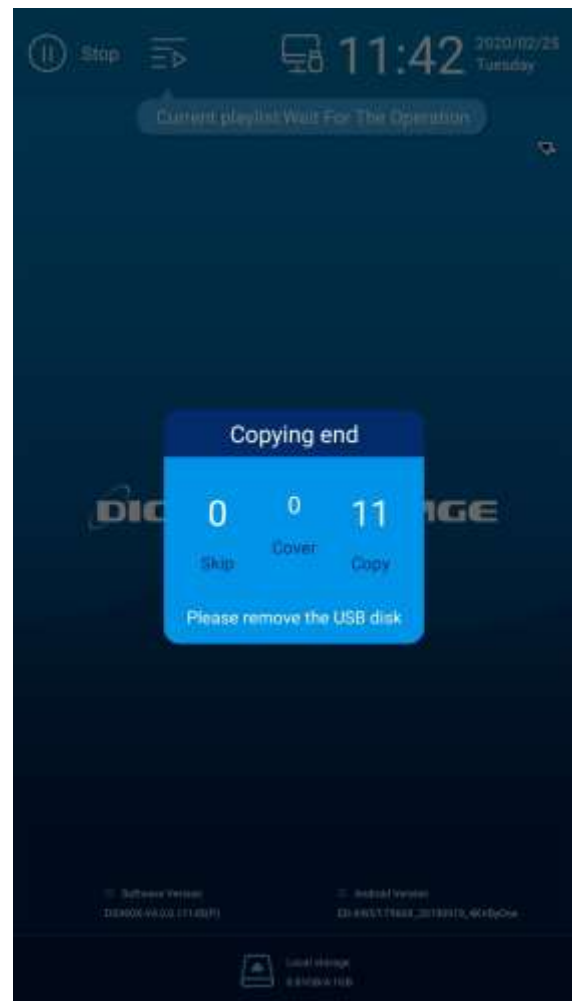 Stop
11:42
2020/02/25
Tuesday
Current playlist:Wait For The Operation
Copying end
0 0 11
Skip Cover Copy
Please remove the USB disk
Software Version
Android Version
Local storage